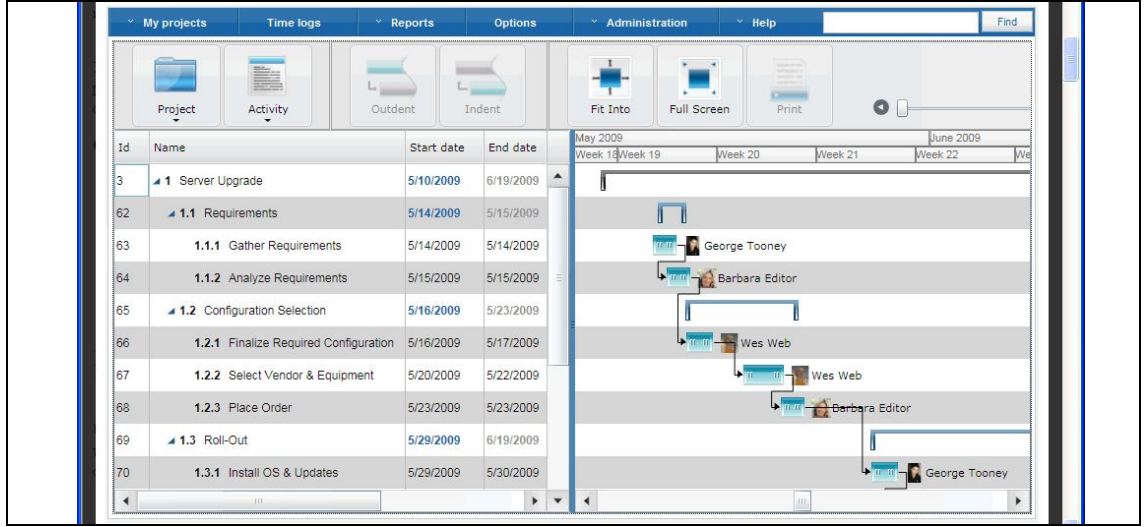 My projects Time logs Reports Options Administration Help Find
Project Activity Outdent Indent Fit Into Full Screen Print
Id Name Start date End date
May 2009 June 2009
Week 18 Week 19 Week 20 Week 21 Week 22 We
3 1 Server Upgrade 5/10/2009 6/19/2009
62 1.1 Requirements 5/14/2009 5/15/2009
63 1.1.1 Gather Requirements 5/14/2009 5/14/2009 George Tooney
64 1.1.2 Analyze Requirements 5/15/2009 5/15/2009 Barbara Editor
65 1.2 Configuration Selection 5/16/2009 5/23/2009
66 1.2.1 Finalize Required Configuration 5/16/2009 5/17/2009 Wes Web
67 1.2.2 Select Vendor & Equipment 5/20/2009 5/22/2009 Wes Web
68 1.2.3 Place Order 5/23/2009 5/23/2009 Barbara Editor
69 1.3 Roll-Out 5/29/2009 6/19/2009
70 1.3.1 Install OS & Updates 5/29/2009 5/30/2009 George Tooney